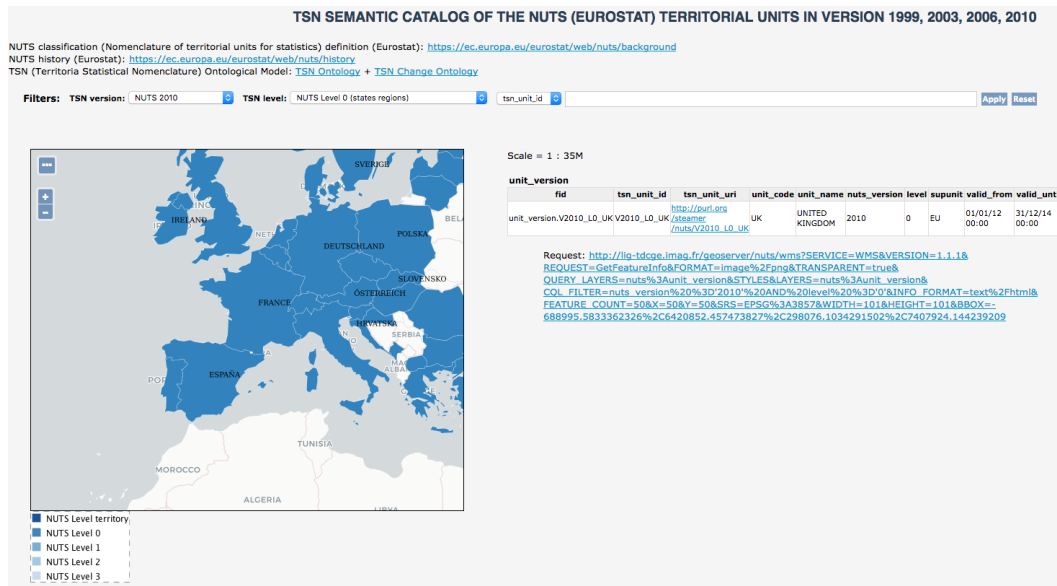 TSN SEMANTIC CATALOG OF THE NUTS (EUROSTAT) TERRITORIAL UNITS IN VERSION 1999, 2003, 2006, 2010
NUTS classification (Nomenclature of territorial units for statistics) definition (Eurostat): https://ec.europa.eu/eurostat/web/nuts/background
NUTS history (Eurostat): https://ec.europa.eu/eurostat/web/nuts/history
TSN (Territoria Statistical Nomenclature) Ontological Model: TSN Ontology + TSN Change Ontology
Filters: TSN version: NUTS 2010 TSN level: NUTS Level 0 (states regions) tsn_unit_id Apply Reset
SVERIGE
IRELAND
BEL
POLSKA
NETH
DEUTSCHLAND
SLOVENSKO
ÖSTERREICH
FRANCE
HRVATSKA
SERBIA
MA
ALBA
ESPAÑA
POR
TUNISIA
MOROCCO
ALGERIA
NUTS Level territory
NUTS Level 0
NUTS Level 1
NUTS Level 2
NUTS Level 3
Scale = 1 : 35M
unit_version
fid tsn_unit_id tsn_unit_uri unit_code unit_name nuts_version level supunit valid_from valid_unt
unit_version.V2010_L0_UK V2010_L0_UK http://purl.org/steamer/nuts/V2010_L0_UK UK UNITED KINGDOM 2010 0 EU 01/01/12 00:00 31/12/14 00:00
Request: http://lig-tdcge.imag.fr/geoserver/nuts/wms?SERVICE=WMS&VERSION=1.1.1&
REQUEST=GetFeatureInfo&FORMAT=image%2Fpng&TRANSPARENT=true&
QUERY_LAYERS=nuts%3Aunit_version&STYLES&LAYERS=nuts%3Aunit_version&
CQL_FILTER=nuts_version%20%3D'2010'%20AND%20level%20%3D'0'&INFO_FORMAT=text%2Fhtml&
FEATURE_COUNT=50&X=50&Y=50&SRS=EPSG%3A3857&WIDTH=101&HEIGHT=101&BBOX=-
688995.5833362326%2C6420852.457473827%2C298076.1034291502%2C7407924.144239209